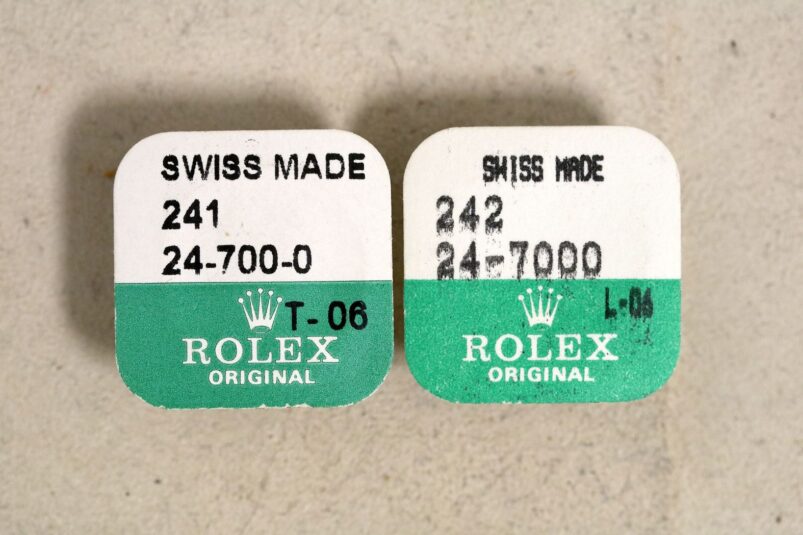 SWISS MADE
241
24-700-0
T-06
ROLEX
ORIGINAL
SWISS MADE
242
24-7000
L-06
ROLEX
ORIGINAL